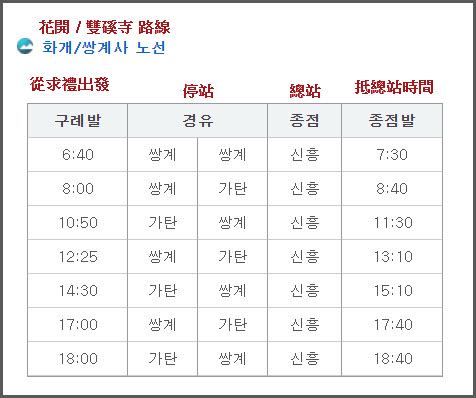 花開 / 雙磎寺 路線
화개/쌍계사 노선
從求禮出發 停站 總站 抵總站時間
구례발 경유 종점 종점발
6:40 쌍계 쌍계 신흥 7:30
8:00 쌍계 가탄 신흥 8:40
10:50 가탄 쌍계 신흥 11:30
12:25 쌍계 가탄 신흥 13:10
14:30 가탄 쌍계 신흥 15:10
17:00 쌍계 가탄 신흥 17:40
18:00 가탄 쌍계 신흥 18:40